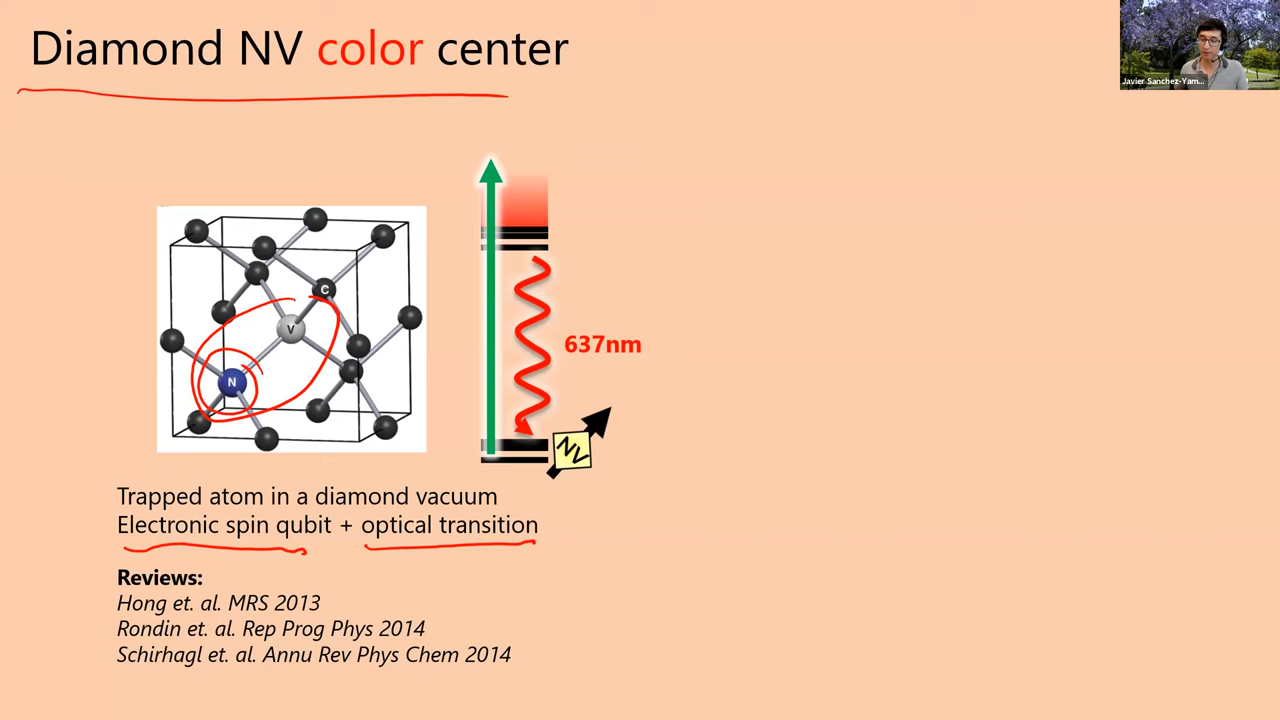 Diamond NV color center
Javier Sanchez-Yam...
C
V
N
637nm
NV
Trapped atom in a diamond vacuum
Electronic spin qubit + optical transition
Reviews:
Hong et. al. MRS 2013
Rondin et. al. Rep Prog Phys 2014
Schirhagl et. al. Annu Rev Phys Chem 2014